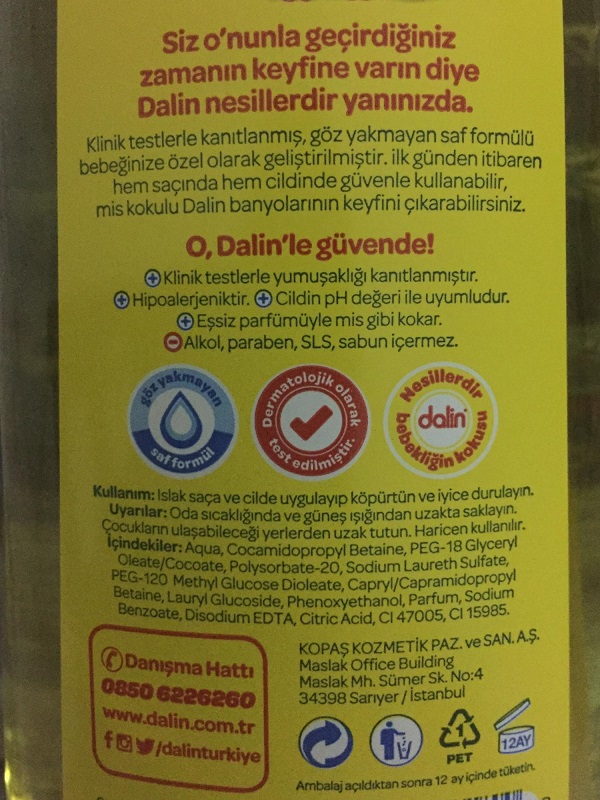 Siz o'nunla geçirdiğiniz
zamanın keyfine varın diye
Dalin nesillerdir yanınızda.
Klinik testlerle kanıtlanmış, göz yakmayan saf formülü
bebeğinize özel olarak geliştirilmiştir. ilk günden itibaren
hem saçında hem cildinde güvenle kullanabilir,
mis kokulu Dalin banyolarının keyfini çıkarabilirsiniz.
O, Dalin'le güvende!
Klinik testlerle yumuşaklığı kanıtlanmıştır.
Hipoalerjeniktir. Cildin pH değeri ile uyumludur.
Eşsiz parfümüyle mis gibi kokar.
Alkol, paraben, SLS, sabun içermez.
göz yakmayan
saf formül
Dermatolojik olarak
test edilmiştir.
Nesillerdir
dalin
bebekliğin kokusu
Kullanım: Islak saça ve cilde uygulayıp köpürtün ve iyice durulayın.
Uyarılar: Oda sıcaklığında ve güneş ışığından uzakta saklayın.
Çocukların ulaşabileceği yerlerden uzak tutun. Haricen kullanılır.
İçindekiler: Aqua, Cocamidopropyl Betaine, PEG-18 Glyceryl
Oleate/Cocoate, Polysorbate-20, Sodium Laureth Sulfate,
PEG-120 Methyl Glucose Dioleate, Capryl/Capramidopropyl
Betaine, Lauryl Glucoside, Phenoxyethanol, Parfum, Sodium
Benzoate, Disodium EDTA, Citric Acid, CI 47005, CI 15985.
Danışma Hattı
0850 6226260
www.dalin.com.tr
/dalinturkiye
KOPAŞ KOZMETİK PAZ. ve SAN. A.Ş.
Maslak Office Building
Maslak Mh. Sümer Sk. No:4
34398 Sarıyer / İstanbul
1
PET
12AY
Ambalaj açıldıktan sonra 12 ay içinde tüketin.